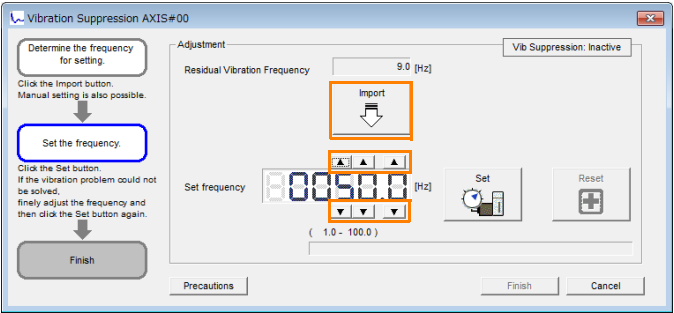 Vibration Suppression AXIS#00
Determine the frequency
for setting.
Click the Import button.
Manual setting is also possible.
Set the frequency.
Click the Set button.
If the vibration problem could not
be solved,
finely adjust the frequency and
then click the Set button again.
Finish
Adjustment
Vib Suppression: Inactive
Residual Vibration Frequency
9.0 [Hz]
Import
Set frequency
0050.0 [Hz]
Set
Reset
( 1.0 - 100.0 )
Precautions
Finish
Cancel